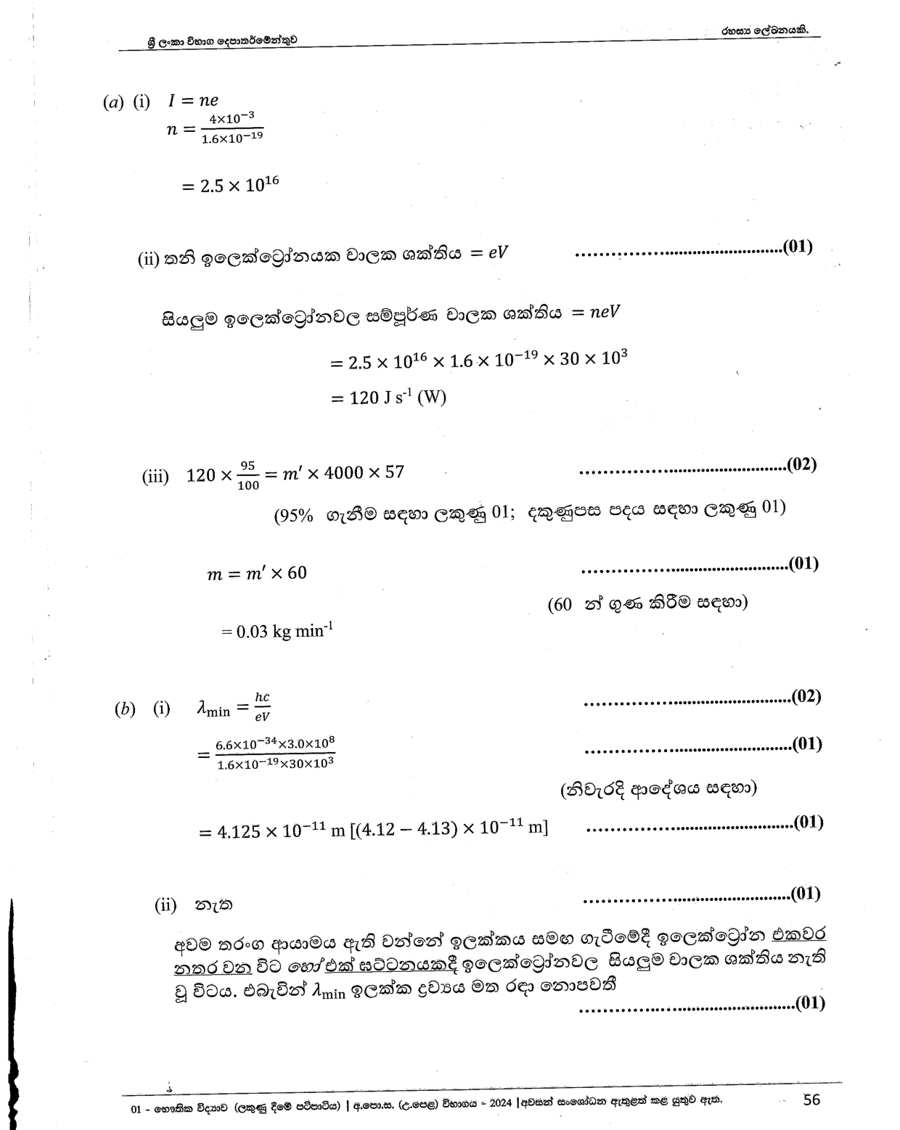 ශ්‍රී ලංකා විභාග දෙපාර්තමේන්තුව රහස්‍ය ලේඛනයකි.
(a) (i) I = ne
n = 4×10⁻³ / 1.6×10⁻¹⁹
= 2.5 × 10¹⁶
(ii) තනි ඉලෙක්ට්‍රෝනයක චාලක ශක්තිය = eV ..........................................(01)
සියලුම ඉලෙක්ට්‍රෝනවල සම්පූර්ණ චාලක ශක්තිය = neV
= 2.5 × 10¹⁶ × 1.6 × 10⁻¹⁹ × 30 × 10³
= 120 J s⁻¹ (W)
(iii) 120 × 95/100 = m′ × 4000 × 57 ..........................................(02)
(95% ගැනීම සඳහා ලකුණු 01; දකුණුපස පදය සඳහා ලකුණු 01)
m = m′ × 60 ..........................................(01)
(60 න් ගුණ කිරීම සඳහා)
= 0.03 kg min⁻¹
(b) (i) λmin = hc/eV ..........................................(02)
= 6.6×10⁻³⁴×3.0×10⁸ / 1.6×10⁻¹⁹×30×10³ ..........................................(01)
(නිවැරදි ආදේශය සඳහා)
= 4.125 × 10⁻¹¹ m [(4.12 − 4.13) × 10⁻¹¹ m] ..........................................(01)
(ii) නැත ..........................................(01)
අවම තරංග ආයාමය ඇති වන්නේ ඉලක්කය සමඟ ගැටීමේදී ඉලෙක්ට්‍රෝන එකවර
නතර වන විට හෝ එක් ඝට්ටනයකදී ඉලෙක්ට්‍රෝනවල සියලුම චාලක ශක්තිය නැති
වූ විටය. එබැවින් λmin ඉලක්ක ද්‍රව්‍යය මත රඳා නොපවතී
..........................................(01)
01 - භෞතික විද්‍යාව (ලකුණු දීමේ පටිපාටිය) | අ.පො.ස. (උ.පෙළ) විභාගය - 2024 | අවසන් සංශෝධන ඇතුළත් කළ යුතුව ඇත. 56